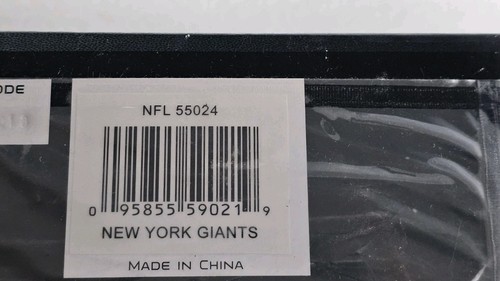 ODE
NFL 55024
0 95855 59021 9
NEW YORK GIANTS
MADE IN CHINA